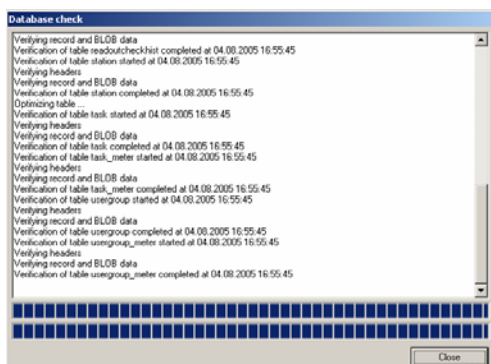 Database check
Verifying record and BLOB data
Verification of table readoutcheckhist completed at 04.08.2005 16:55:45
Verification of table station started at 04.08.2005 16:55:45
Verifying headers
Verifying record and BLOB data
Verification of table station completed at 04.08.2005 16:55:45
Optimizing table ...
Verification of table task started at 04.08.2005 16:55:45
Verifying headers
Verifying record and BLOB data
Verification of table task completed at 04.08.2005 16:55:45
Verification of table task_meter started at 04.08.2005 16:55:45
Verifying headers
Verifying record and BLOB data
Verification of table task_meter completed at 04.08.2005 16:55:45
Verification of table usergroup started at 04.08.2005 16:55:45
Verifying headers
Verifying record and BLOB data
Verification of table usergroup completed at 04.08.2005 16:55:45
Verification of table usergroup_meter started at 04.08.2005 16:55:45
Verifying headers
Verifying record and BLOB data
Verification of table usergroup_meter completed at 04.08.2005 16:55:45
Close